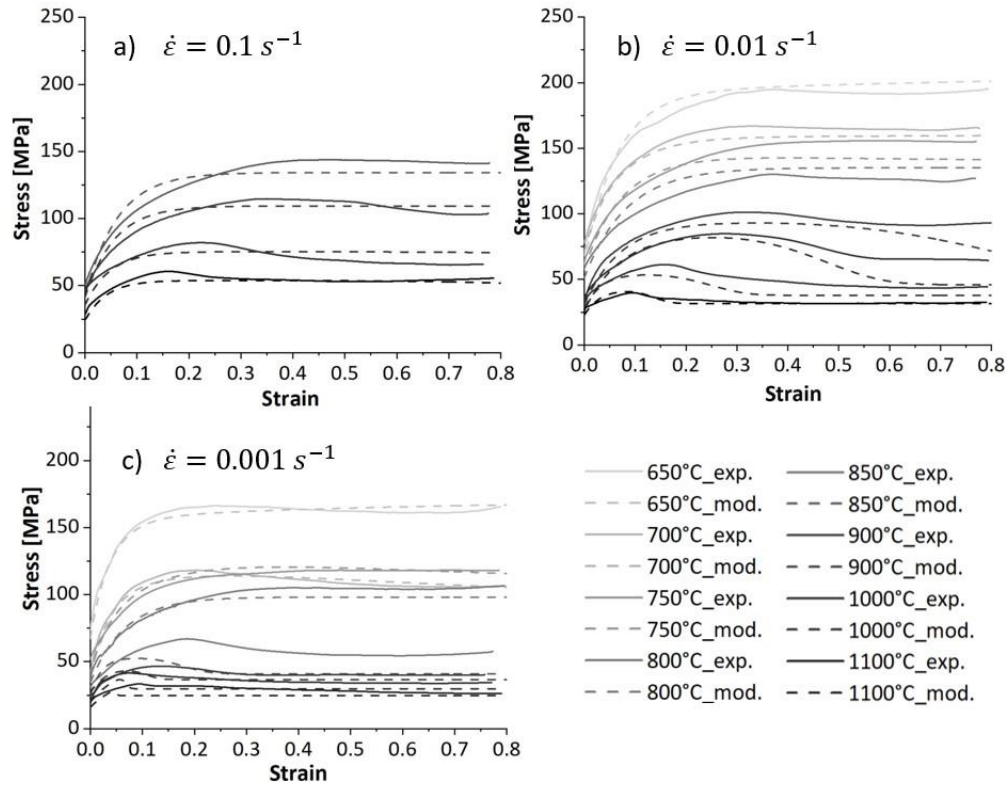 a) ε̇ = 0.1 s⁻¹
250
200
150
100
50
0
Stress [MPa]
0.0 0.1 0.2 0.3 0.4 0.5 0.6 0.7 0.8
Strain
b) ε̇ = 0.01 s⁻¹
250
200
150
100
50
0
Stress [MPa]
0.0 0.1 0.2 0.3 0.4 0.5 0.6 0.7 0.8
Strain
c) ε̇ = 0.001 s⁻¹
200
150
100
50
0
Stress [MPa]
0.0 0.1 0.2 0.3 0.4 0.5 0.6 0.7 0.8
Strain
650°C_exp.
650°C_mod.
700°C_exp.
700°C_mod.
750°C_exp.
750°C_mod.
800°C_exp.
800°C_mod.
850°C_exp.
850°C_mod.
900°C_exp.
900°C_mod.
1000°C_exp.
1000°C_mod.
1100°C_exp.
1100°C_mod.